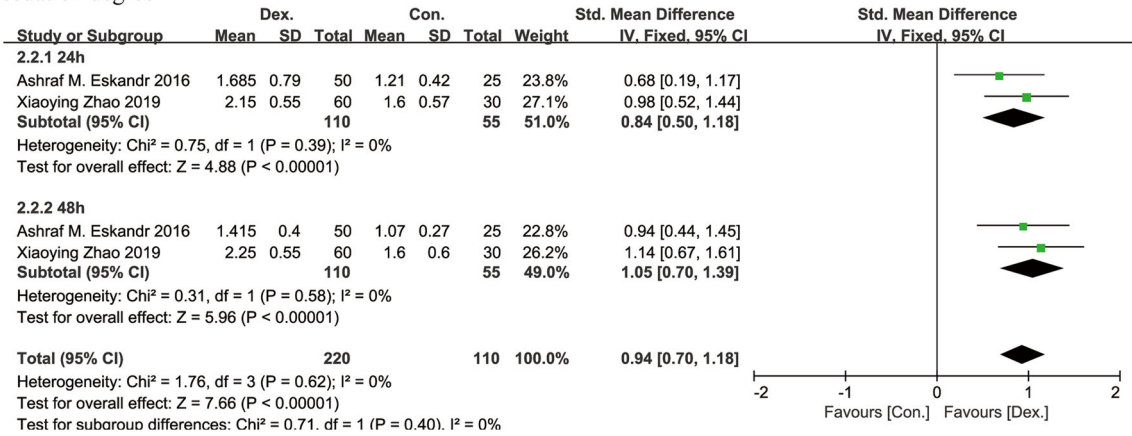 Dex. Con. Std. Mean Difference Std. Mean Difference
Study or Subgroup Mean SD Total Mean SD Total Weight IV, Fixed, 95% CI IV, Fixed, 95% CI
2.2.1 24h
Ashraf M. Eskandr 2016 1.685 0.79 50 1.21 0.42 25 23.8% 0.68 [0.19, 1.17]
Xiaoying Zhao 2019 2.15 0.55 60 1.6 0.57 30 27.1% 0.98 [0.52, 1.44]
Subtotal (95% CI) 110 55 51.0% 0.84 [0.50, 1.18]
Heterogeneity: Chi² = 0.75, df = 1 (P = 0.39); I² = 0%
Test for overall effect: Z = 4.88 (P < 0.00001)
2.2.2 48h
Ashraf M. Eskandr 2016 1.415 0.4 50 1.07 0.27 25 22.8% 0.94 [0.44, 1.45]
Xiaoying Zhao 2019 2.25 0.55 60 1.6 0.6 30 26.2% 1.14 [0.67, 1.61]
Subtotal (95% CI) 110 55 49.0% 1.05 [0.70, 1.39]
Heterogeneity: Chi² = 0.31, df = 1 (P = 0.58); I² = 0%
Test for overall effect: Z = 5.96 (P < 0.00001)
Total (95% CI) 220 110 100.0% 0.94 [0.70, 1.18]
Heterogeneity: Chi² = 1.76, df = 3 (P = 0.62); I² = 0%
Test for overall effect: Z = 7.66 (P < 0.00001)
Test for subgroup differences: Chi² = 0.71, df = 1 (P = 0.40), I² = 0%
-2 -1 0 1 2
Favours [Con.] Favours [Dex.]